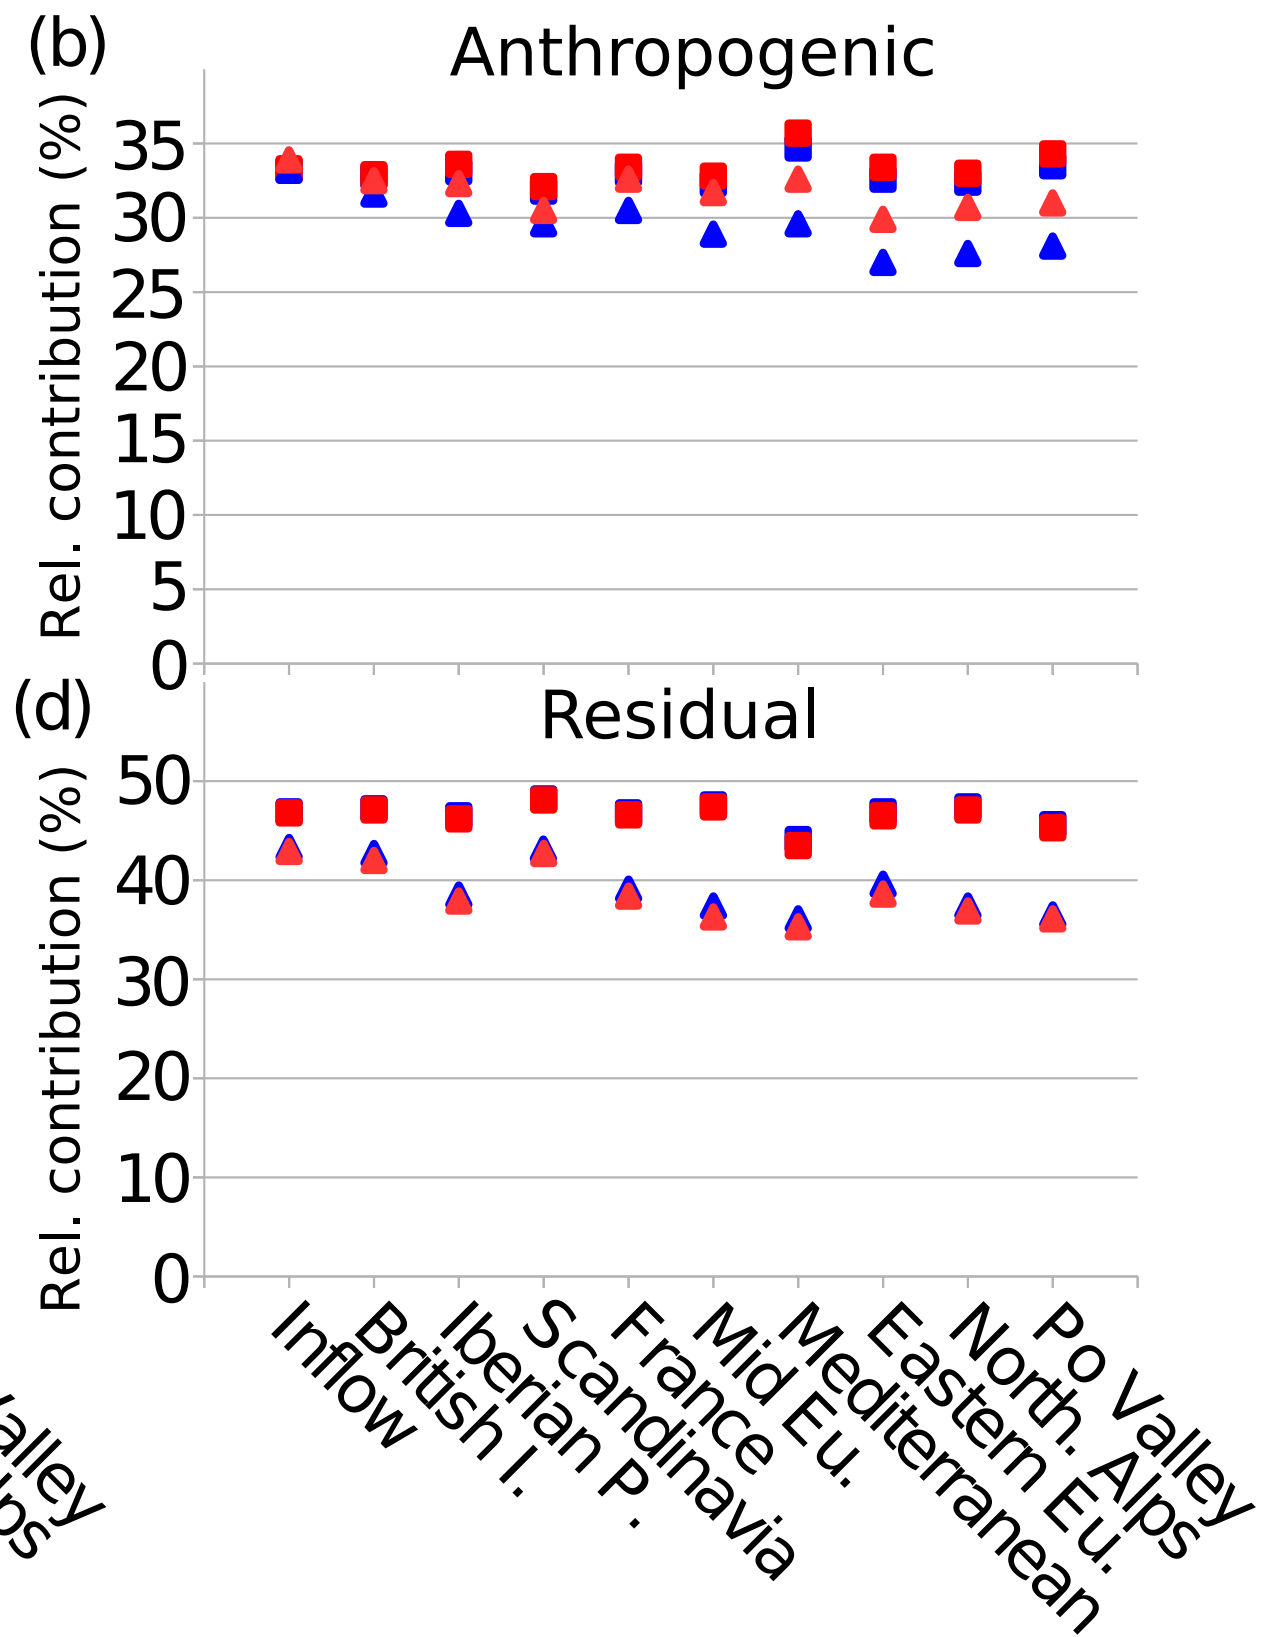 (b)
Anthropogenic
Rel. contribution (%)
35
30
25
20
15
10
5
0
(d)
Residual
Rel. contribution (%)
50
40
30
20
10
0
Inflow
British I.
Iberian P.
Scandinavia
France
Mid Eu.
Mediterranean
Eastern Eu.
North. Alps
Po Valley